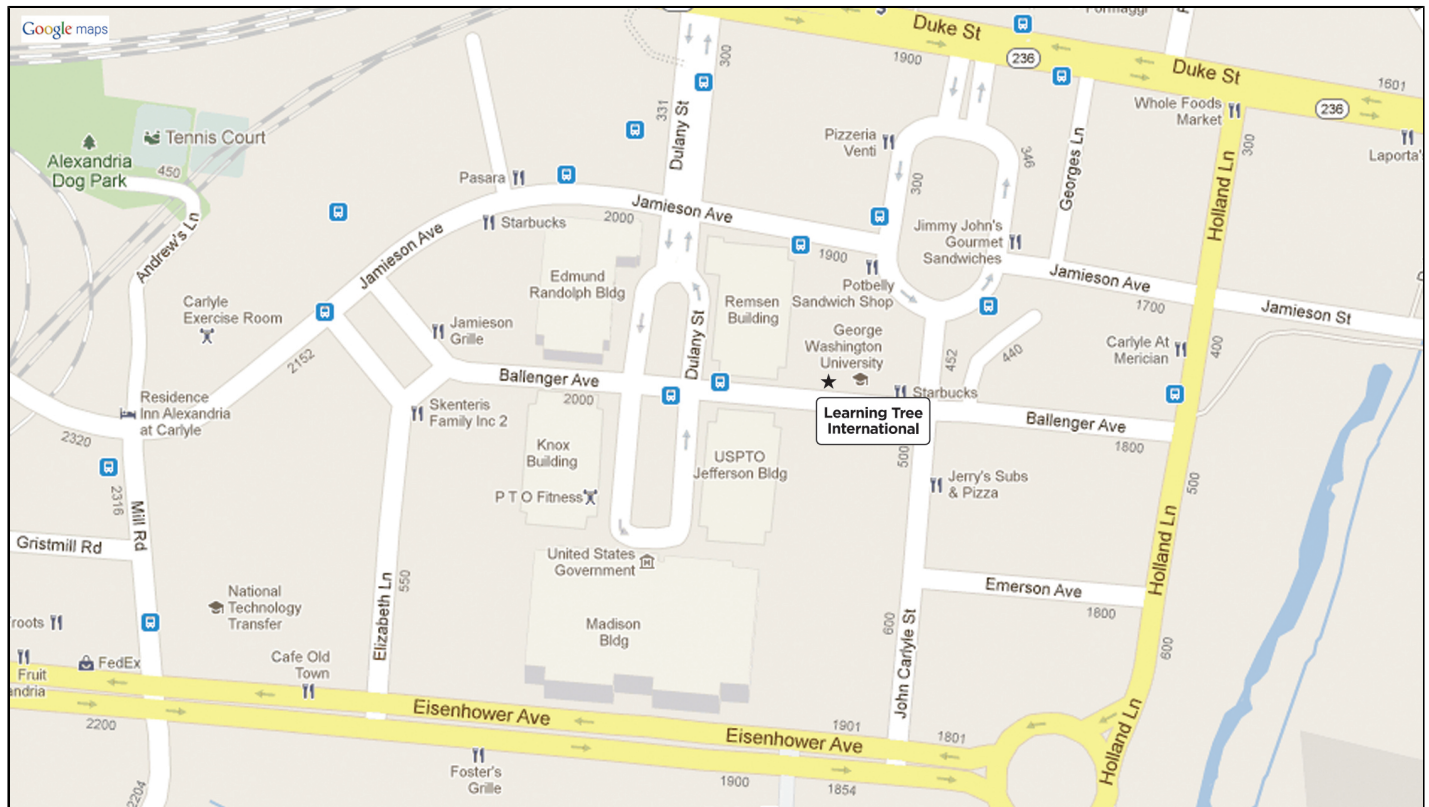 Google maps
Duke St
236
Duke St
236
1900
1601
300
331
Dulany St
Formaggi
Whole Foods
Market
Laporta's
Tennis Court
Alexandria
Dog Park
450
Andrew's Ln
Pasara
Starbucks
2000
Jamieson Ave
Jamieson Ave
Pizzeria
Venti
300
346
Georges Ln
300
Holland Ln
Jimmy John's
Gourmet
Sandwiches
1900
Potbelly
Sandwich Shop
Jamieson Ave
1700
Jamieson St
Edmund
Randolph Bldg
Remsen
Building
Carlyle
Exercise Room
Jamieson
Grille
Dulany St
George
Washington
University
452
440
Carlyle At
Merician
400
2152
Ballenger Ave
2000
Starbucks
Residence
Inn Alexandria
at Carlyle
Skenteris
Family Inc 2
Learning Tree
International
Ballenger Ave
1800
2320
2316
Mill Rd
Knox
Building
P T O Fitness
USPTO
Jefferson Bldg
500
Jerry's Subs
& Pizza
500
Holland Ln
Gristmill Rd
United States
Government
Emerson Ave
1800
550
Elizabeth Ln
National
Technology
Transfer
Madison
Bldg
600
John Carlyle St
600
roots
Fruit
andria
FedEx
Cafe Old
Town
Eisenhower Ave
1901
Eisenhower Ave
1801
Holland Ln
2200
Foster's
Grille
1900
1854
2204